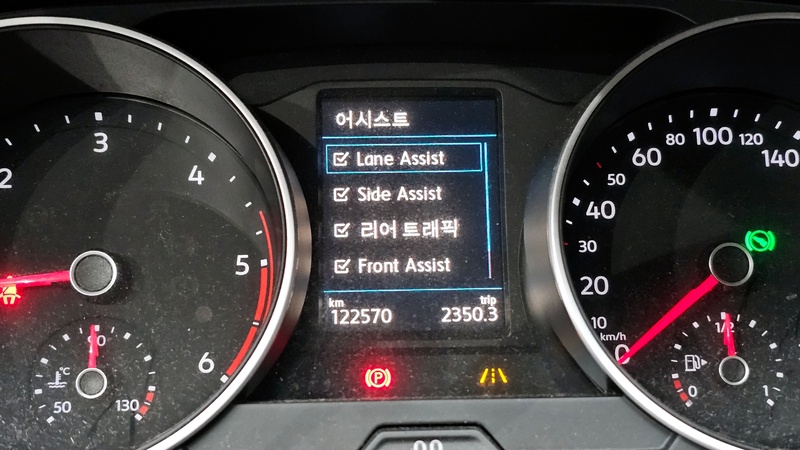 어시스트
Lane Assist
Side Assist
리어 트래픽
Front Assist
km
trip
122570
2350.3
2
3
4
5
6
50
90
130
°C
0
10
20
30
40
50
60
80
100
120
140
km/h
0
1/2
1
P